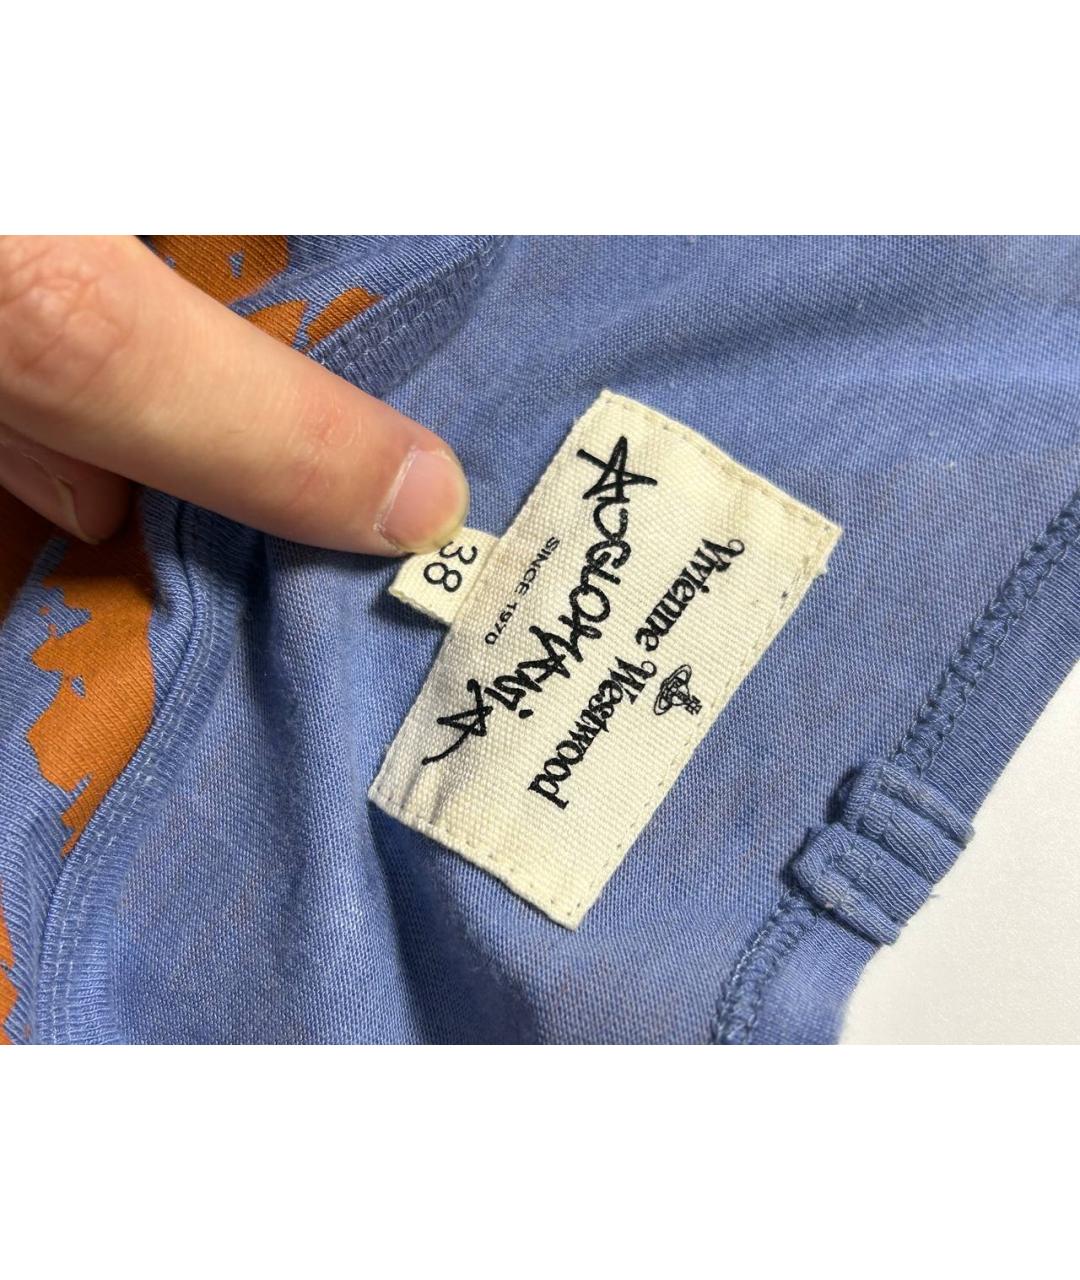 Vivienne Westwood
ANGLOMANiA
SINCE 1970
38